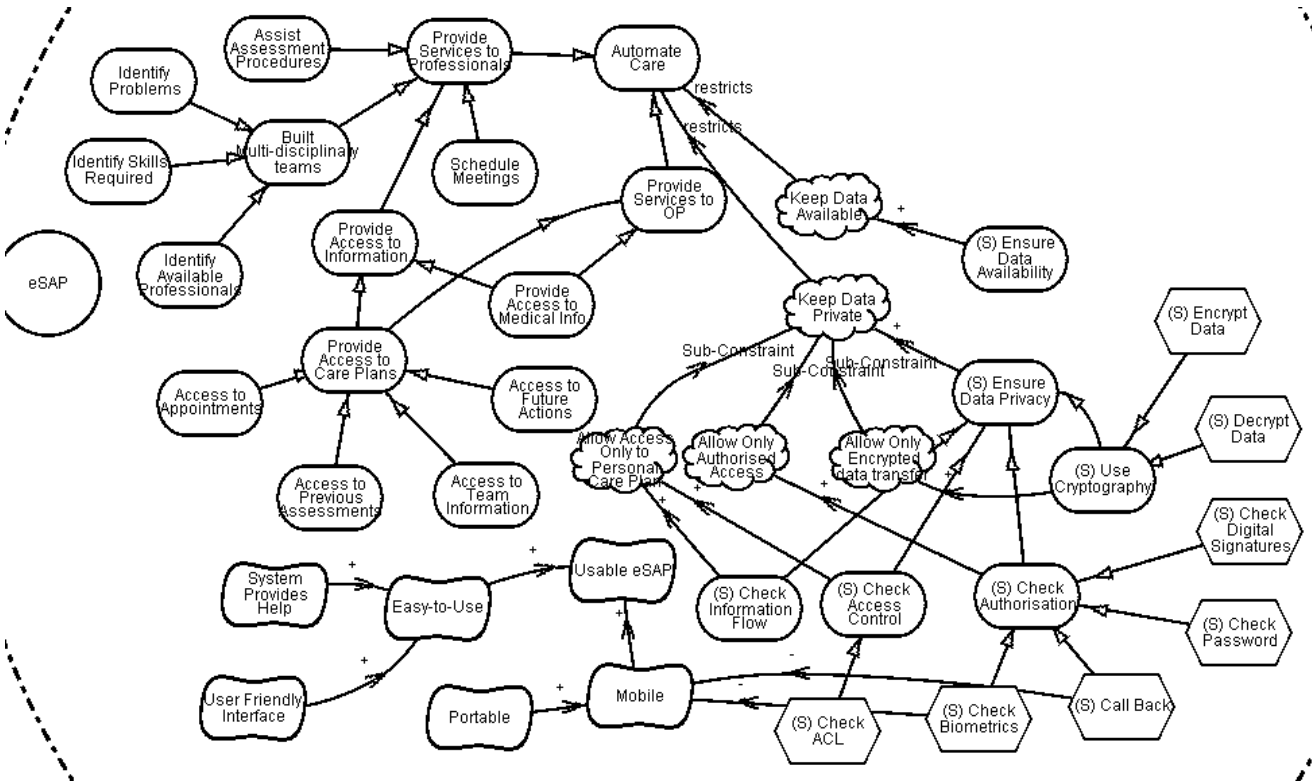 Assist
Assessment
Procedures
Provide
Services to
Professionals
Automate
Care
Identify
Problems
restricts
restricts
Built
Multi-disciplinary
teams
Identify Skills
Required
Schedule
Meetings
Provide
Services to
OP
Keep Data
Available
+
(S) Ensure
Data
Availability
Provide
Access to
Information
Identify
Available
Professionals
eSAP
Provide
Access to
Medical Info
Keep Data
Private
+
(S) Encrypt
Data
Provide
Access to
Care Plans
Sub-Constraint
Sub-Constraint
Sub-Constraint
(S) Ensure
Data Privacy
Access to
Appointments
Access to
Future
Actions
(S) Decrypt
Data
Allow Access
Only to
Personal
Care Plan
Allow Only
Authorised
Access
Allow Only
Encrypted
data transfer
(S) Use
Cryptography
+
+
+
+
Access to
Previous
Assessments
Access to
Team
Information
(S) Check
Digital
Signatures
+
+
Usable eSAP
System
Provides
Help
Easy-to-Use
(S) Check
Information
Flow
(S) Check
Access
Control
(S) Check
Authorisation
(S) Check
Password
+
+
-
-
User Friendly
Interface
+
Portable
Mobile
(S) Check
ACL
(S) Check
Biometrics
(S) Call Back